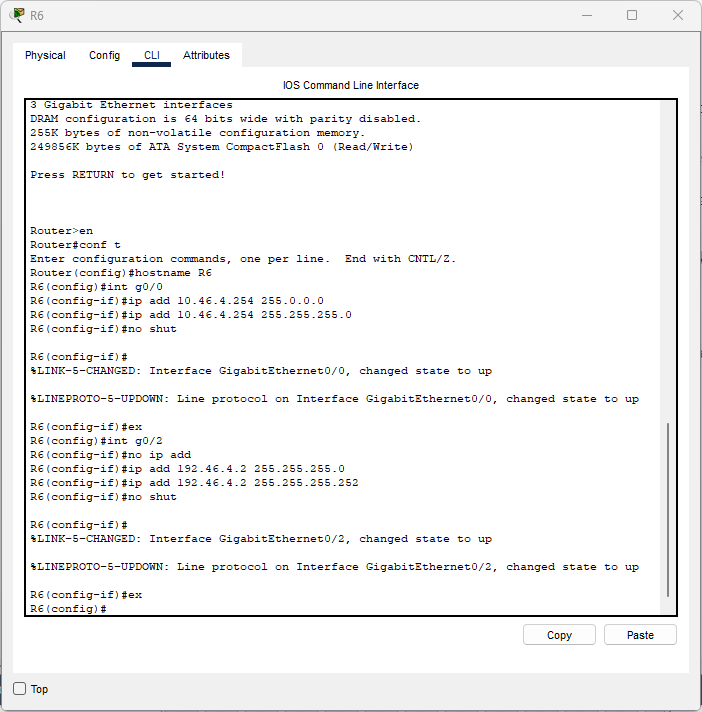 R6
Physical Config CLI Attributes
IOS Command Line Interface
3 Gigabit Ethernet interfaces
DRAM configuration is 64 bits wide with parity disabled.
255K bytes of non-volatile configuration memory.
249856K bytes of ATA System CompactFlash 0 (Read/Write)
Press RETURN to get started!
Router>en
Router#conf t
Enter configuration commands, one per line.  End with CNTL/Z.
Router(config)#hostname R6
R6(config)#int g0/0
R6(config-if)#ip add 10.46.4.254 255.0.0.0
R6(config-if)#ip add 10.46.4.254 255.255.255.0
R6(config-if)#no shut
R6(config-if)#
%LINK-5-CHANGED: Interface GigabitEthernet0/0, changed state to up
%LINEPROTO-5-UPDOWN: Line protocol on Interface GigabitEthernet0/0, changed state to up
R6(config-if)#ex
R6(config)#int g0/2
R6(config-if)#no ip add
R6(config-if)#ip add 192.46.4.2 255.255.255.0
R6(config-if)#ip add 192.46.4.2 255.255.255.252
R6(config-if)#no shut
R6(config-if)#
%LINK-5-CHANGED: Interface GigabitEthernet0/2, changed state to up
%LINEPROTO-5-UPDOWN: Line protocol on Interface GigabitEthernet0/2, changed state to up
R6(config-if)#ex
R6(config)#
Copy Paste
Top